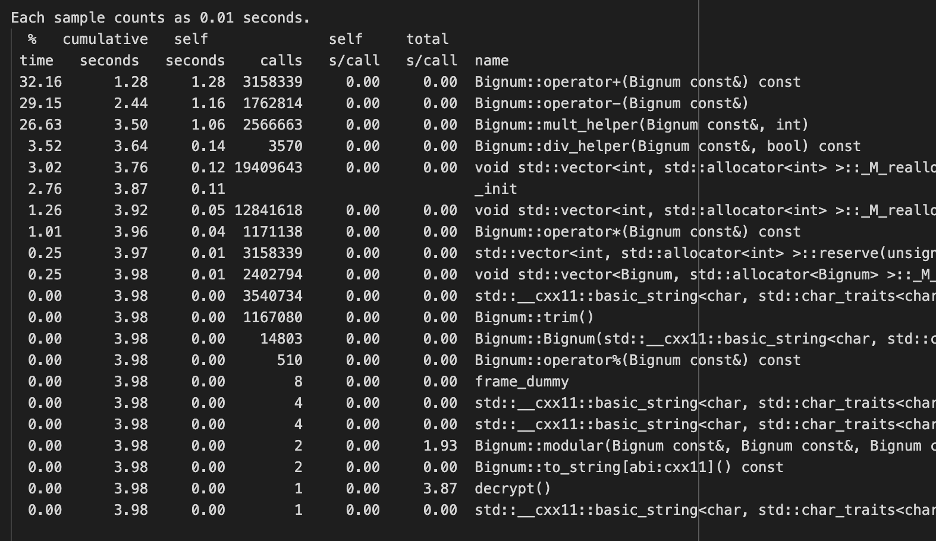 Each sample counts as 0.01 seconds.
% cumulative self self total
time seconds seconds calls s/call s/call name
32.16 1.28 1.28 3158339 0.00 0.00 Bignum::operator+(Bignum const&) const
29.15 2.44 1.16 1762814 0.00 0.00 Bignum::operator-(Bignum const&)
26.63 3.50 1.06 2566663 0.00 0.00 Bignum::mult_helper(Bignum const&, int)
3.52 3.64 0.14 3570 0.00 0.00 Bignum::div_helper(Bignum const&, bool) const
3.02 3.76 0.12 19409643 0.00 0.00 void std::vector<int, std::allocator<int> >::_M_reallo
2.76 3.87 0.11 _init
1.26 3.92 0.05 12841618 0.00 0.00 void std::vector<int, std::allocator<int> >::_M_reallo
1.01 3.96 0.04 1171138 0.00 0.00 Bignum::operator*(Bignum const&) const
0.25 3.97 0.01 3158339 0.00 0.00 std::vector<int, std::allocator<int> >::reserve(unsign
0.25 3.98 0.01 2402794 0.00 0.00 void std::vector<Bignum, std::allocator<Bignum> >::_M_
0.00 3.98 0.00 3540734 0.00 0.00 std::__cxx11::basic_string<char, std::char_traits<char
0.00 3.98 0.00 1167080 0.00 0.00 Bignum::trim()
0.00 3.98 0.00 14803 0.00 0.00 Bignum::Bignum(std::__cxx11::basic_string<char, std::c
0.00 3.98 0.00 510 0.00 0.00 Bignum::operator%(Bignum const&) const
0.00 3.98 0.00 8 0.00 0.00 frame_dummy
0.00 3.98 0.00 4 0.00 0.00 std::__cxx11::basic_string<char, std::char_traits<char
0.00 3.98 0.00 4 0.00 0.00 std::__cxx11::basic_string<char, std::char_traits<char
0.00 3.98 0.00 2 0.00 1.93 Bignum::modular(Bignum const&, Bignum const&, Bignum c
0.00 3.98 0.00 2 0.00 0.00 Bignum::to_string[abi:cxx11]() const
0.00 3.98 0.00 1 0.00 3.87 decrypt()
0.00 3.98 0.00 1 0.00 0.00 std::__cxx11::basic_string<char, std::char_traits<char